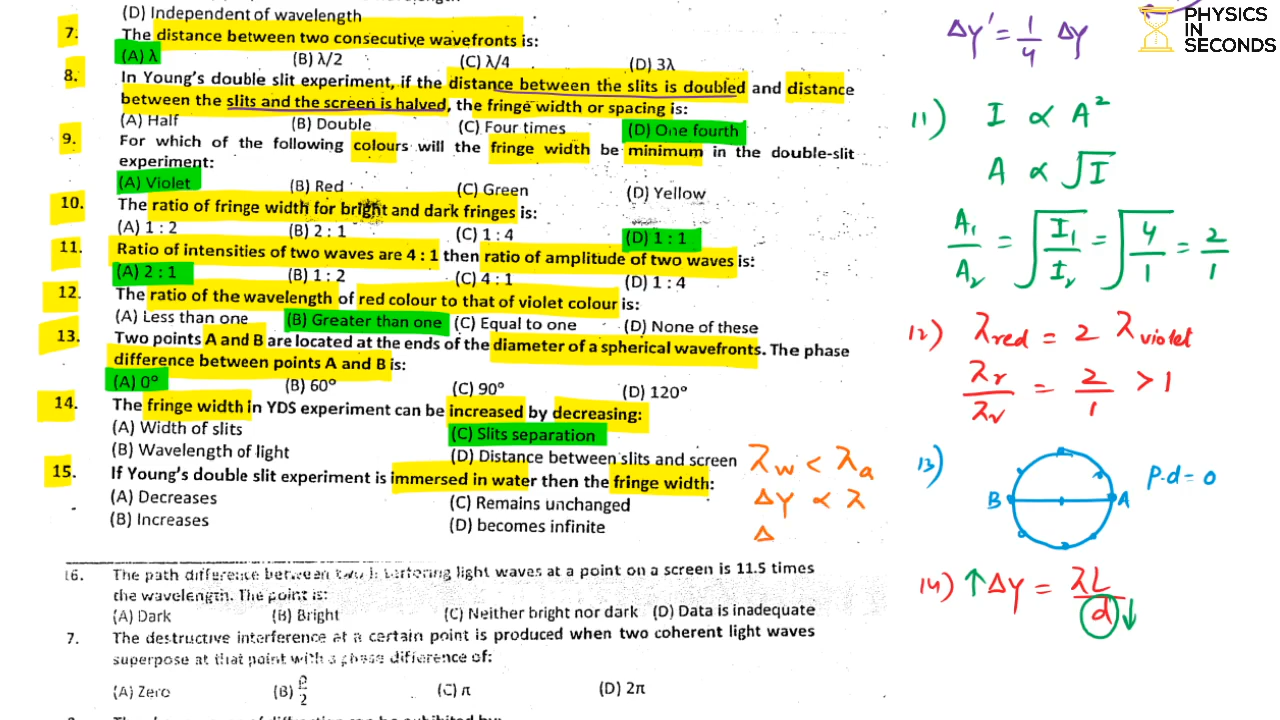 (D) Independent of wavelength
7. The distance between two consecutive wavefronts is:
(A) λ (B) λ/2 (C) λ/4 (D) 3λ
8. In Young's double slit experiment, if the distance between the slits is doubled and distance
between the slits and the screen is halved, the fringe width or spacing is:
(A) Half (B) Double (C) Four times (D) One fourth
9. For which of the following colours will the fringe width be minimum in the double-slit
experiment:
(A) Violet (B) Red (C) Green (D) Yellow
10. The ratio of fringe width for bright and dark fringes is:
(A) 1 : 2 (B) 2 : 1 (C) 1 : 4 (D) 1 : 1
11. Ratio of intensities of two waves are 4 : 1 then ratio of amplitude of two waves is:
(A) 2 : 1 (B) 1 : 2 (C) 4 : 1 (D) 1 : 4
12. The ratio of the wavelength of red colour to that of violet colour is:
(A) Less than one (B) Greater than one (C) Equal to one (D) None of these
13. Two points A and B are located at the ends of the diameter of a spherical wavefronts. The phase
difference between points A and B is:
(A) 0° (B) 60° (C) 90° (D) 120°
14. The fringe width in YDS experiment can be increased by decreasing:
(A) Width of slits (C) Slits separation
(B) Wavelength of light (D) Distance between slits and screen
15. If Young's double slit experiment is immersed in water then the fringe width:
(A) Decreases (C) Remains unchanged
(B) Increases (D) becomes infinite
16. The path difference between two light waves at a point on a screen is 11.5 times
the wavelength. The point is:
(A) Dark (B) Bright (C) Neither bright nor dark (D) Data is inadequate
7. The destructive interference at a certain point is produced when two coherent light waves
superpose at that point with a phase difference of:
(A) Zero (B) /2 (C) π (D) 2π
PHYSICS
IN
SECONDS
ΔY' = 1/4 ΔY
11) I ∝ A²
A ∝ √I
A₁/A₂ = √I₁/I₂ = √4/1 = 2/1
12) λred = 2 λviolet
λr/λv = 2/1 > 1
13) B A P.d = 0
14) ↑ ΔY = λL/d ↓
λw < λa
ΔY ∝ λ
Δ